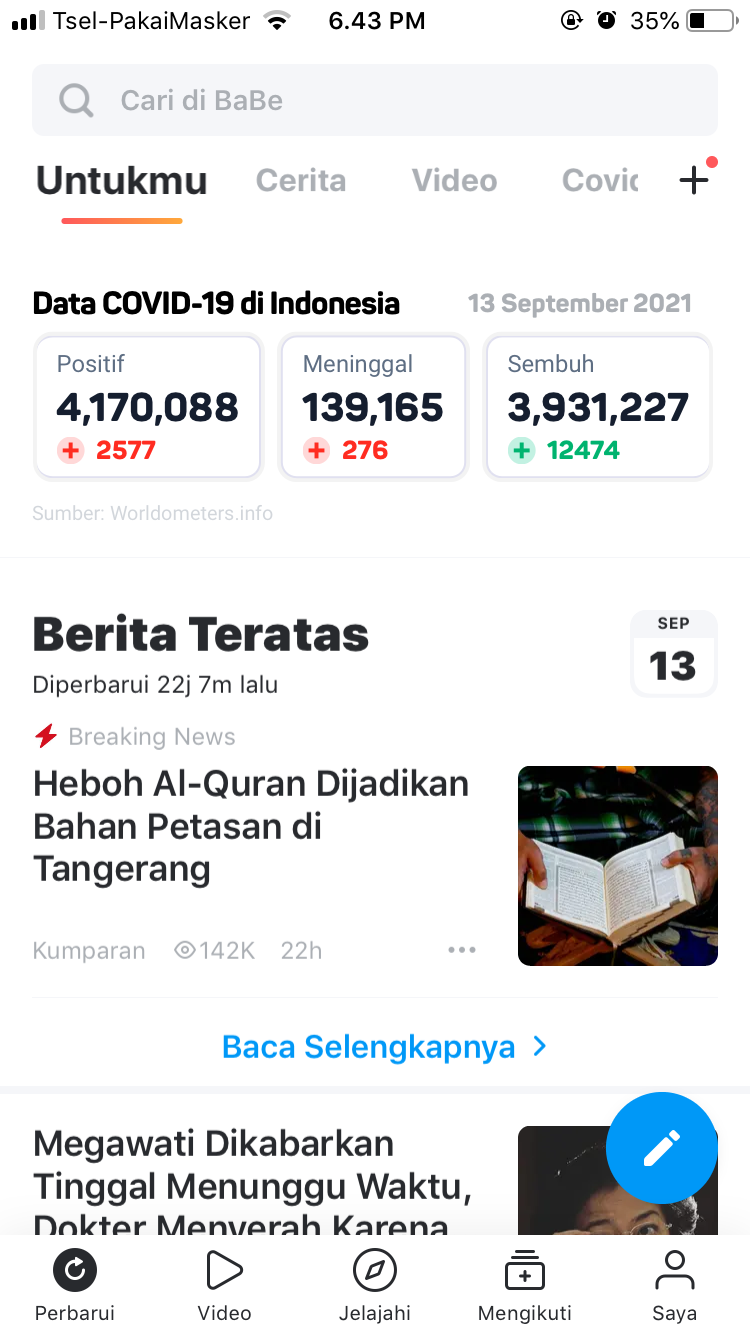 Tsel-PakaiMasker 6.43 PM 35%
Cari di BaBe
Untukmu Cerita Video Covid
Data COVID-19 di Indonesia 13 September 2021
Positif Meninggal Sembuh
4,170,088 139,165 3,931,227
+ 2577 + 276 + 12474
Sumber: Worldometers.info
Berita Teratas SEP
13
Diperbarui 22j 7m lalu
Breaking News
Heboh Al-Quran Dijadikan
Bahan Petasan di
Tangerang
Kumparan 142K 22h
Baca Selengkapnya >
Megawati Dikabarkan
Tinggal Menunggu Waktu,
Dokter Menyerah Karena
Perbarui Video Jelajahi Mengikuti Saya